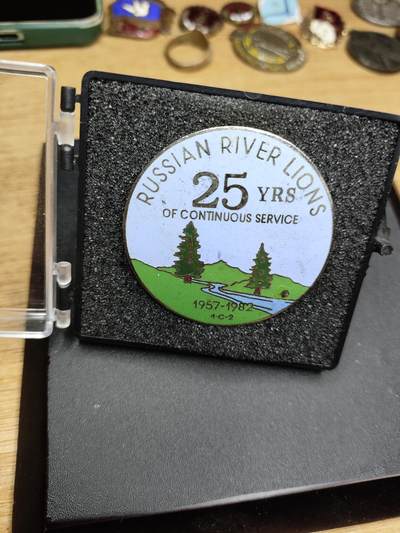 RUSSIAN RIVER LIONS
25 YRS
OF CONTINUOUS SERVICE
1957-1982
4-C-2